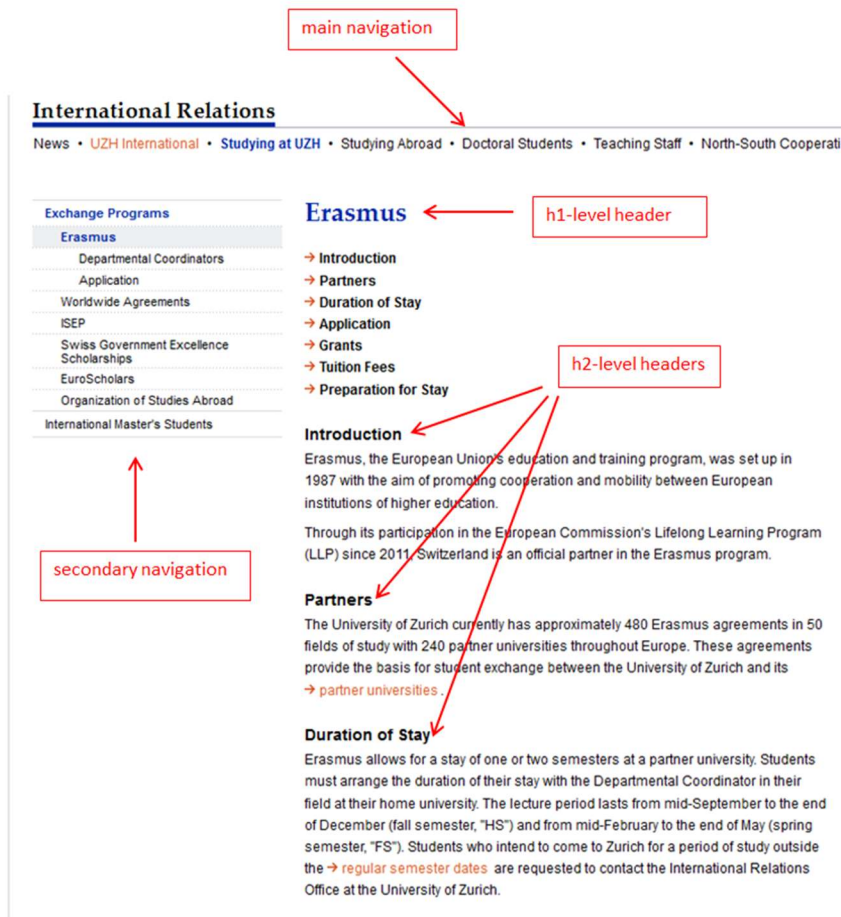 main navigation
International Relations
News • UZH International • Studying at UZH • Studying Abroad • Doctoral Students • Teaching Staff • North-South Cooperati
Exchange Programs
Erasmus
Departmental Coordinators
Application
Worldwide Agreements
ISEP
Swiss Government Excellence
Scholarships
EuroScholars
Organization of Studies Abroad
International Master's Students
secondary navigation
Erasmus
h1-level header
→ Introduction
→ Partners
→ Duration of Stay
→ Application
→ Grants
→ Tuition Fees
→ Preparation for Stay
h2-level headers
Introduction
Erasmus, the European Union's education and training program, was set up in
1987 with the aim of promoting cooperation and mobility between European
institutions of higher education.
Through its participation in the European Commission's Lifelong Learning Program
(LLP) since 2011, Switzerland is an official partner in the Erasmus program.
Partners
The University of Zurich currently has approximately 480 Erasmus agreements in 50
fields of study with 240 partner universities throughout Europe. These agreements
provide the basis for student exchange between the University of Zurich and its
→ partner universities .
Duration of Stay
Erasmus allows for a stay of one or two semesters at a partner university. Students
must arrange the duration of their stay with the Departmental Coordinator in their
field at their home university. The lecture period lasts from mid-September to the end
of December (fall semester, "HS") and from mid-February to the end of May (spring
semester, "FS"). Students who intend to come to Zurich for a period of study outside
the → regular semester dates are requested to contact the International Relations
Office at the University of Zurich.